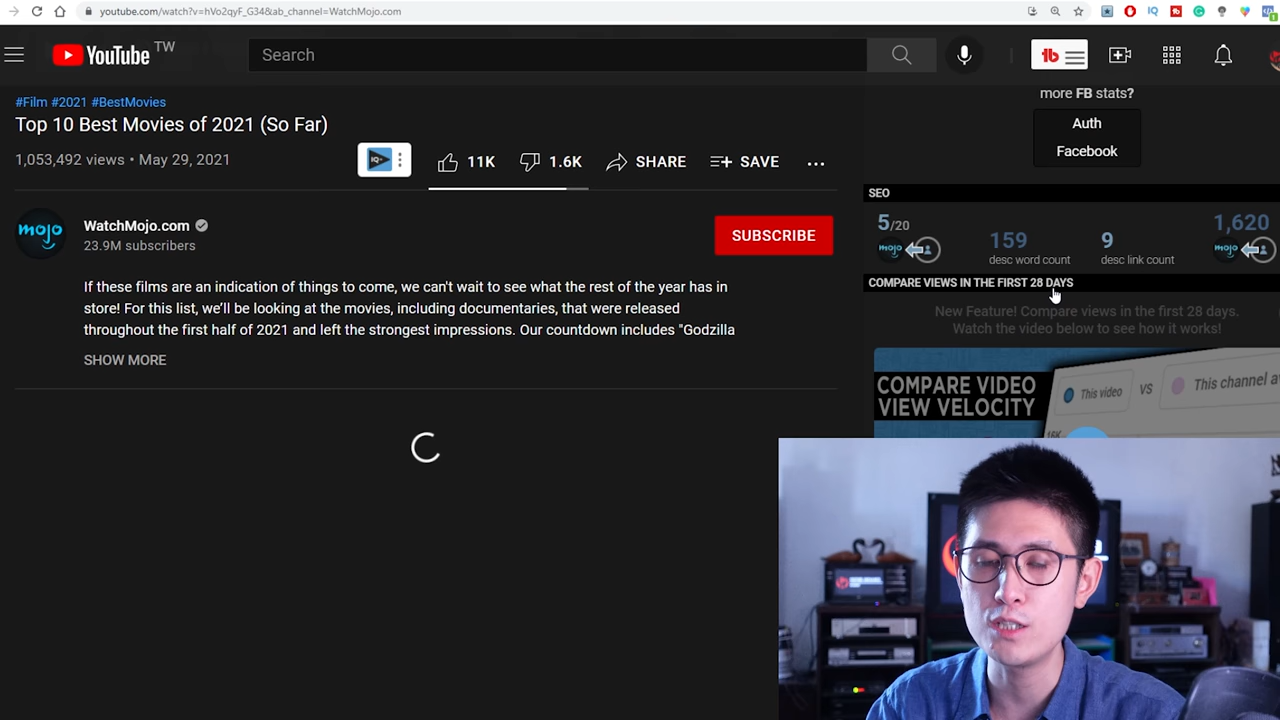 youtube.com/watch?v=hVo2qyF_G34&ab_channel=WatchMojo.com
YouTube TW
Search
#Film #2021 #BestMovies
Top 10 Best Movies of 2021 (So Far)
1,053,492 views • May 29, 2021
IQ
11K
1.6K
SHARE
SAVE
mojo
WatchMojo.com
23.9M subscribers
SUBSCRIBE
If these films are an indication of things to come, we can't wait to see what the rest of the year has in
store! For this list, we’ll be looking at the movies, including documentaries, that were released
throughout the first half of 2021 and left the strongest impressions. Our countdown includes "Godzilla
SHOW MORE
more FB stats?
Auth
Facebook
SEO
5/20
159
desc word count
9
desc link count
1,620
mojo
mojo
COMPARE VIEWS IN THE FIRST 28 DAYS
New Feature! Compare views in the first 28 days.
Watch the video below to see how it works!
COMPARE VIDEO
VIEW VELOCITY
This video
VS
This channel